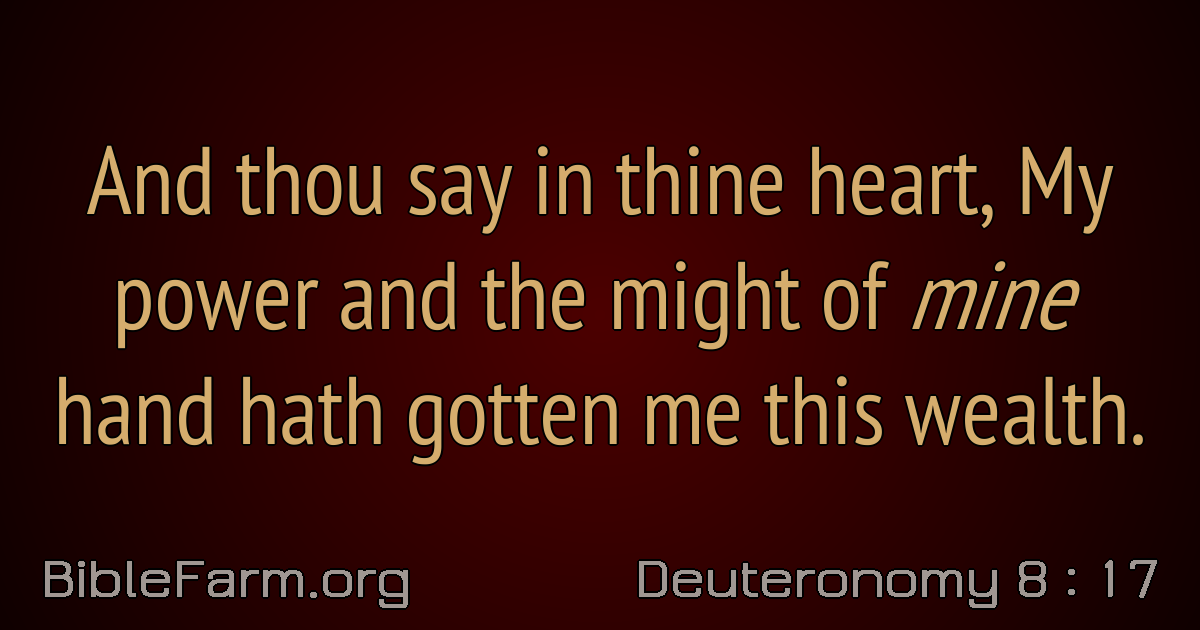 And thou say in thine heart, My
power and the might of mine
hand hath gotten me this wealth.
BibleFarm.org
Deuteronomy 8 : 17